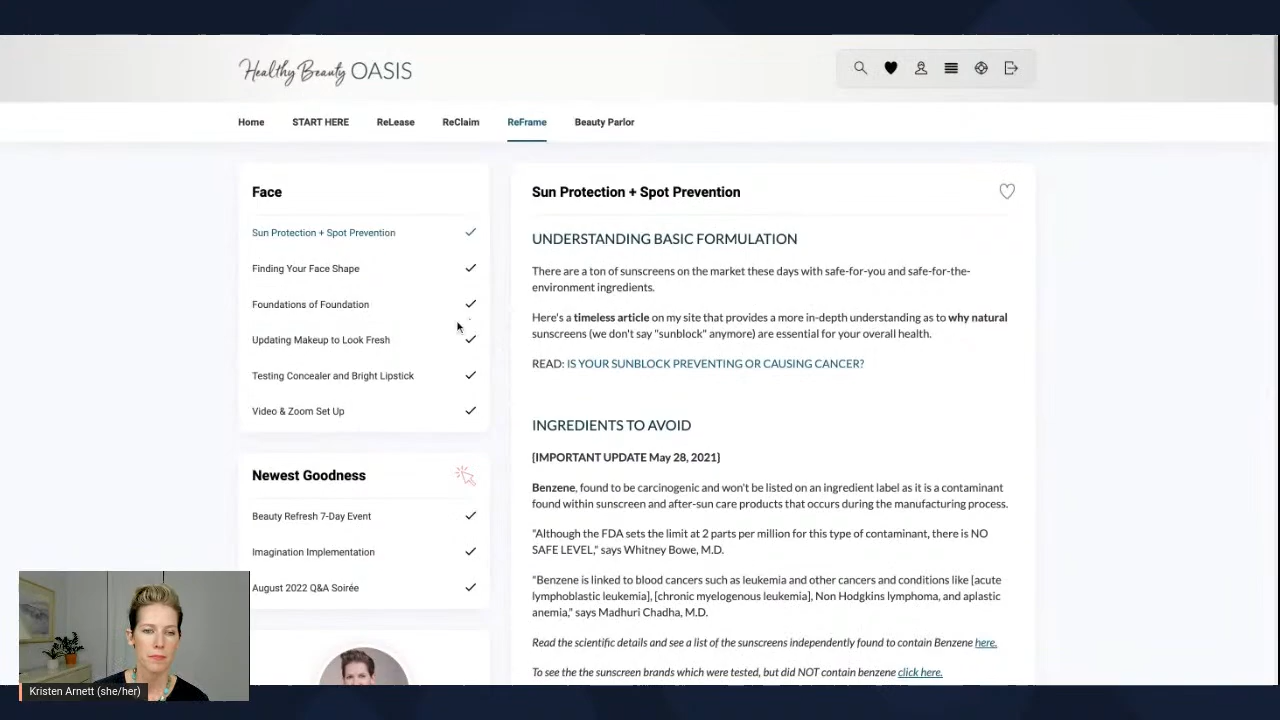 Healthy Beauty OASIS
Home START HERE ReLease ReClaim ReFrame Beauty Parlor
Face
Sun Protection + Spot Prevention
Finding Your Face Shape
Foundations of Foundation
Updating Makeup to Look Fresh
Testing Concealer and Bright Lipstick
Video & Zoom Set Up
Newest Goodness
Beauty Refresh 7-Day Event
Imagination Implementation
August 2022 Q&A Soirée
Sun Protection + Spot Prevention
UNDERSTANDING BASIC FORMULATION
There are a ton of sunscreens on the market these days with safe-for-you and safe-for-the-
environment ingredients.
Here's a timeless article on my site that provides a more in-depth understanding as to why natural
sunscreens (we don't say "sunblock" anymore) are essential for your overall health.
READ: IS YOUR SUNBLOCK PREVENTING OR CAUSING CANCER?
INGREDIENTS TO AVOID
[IMPORTANT UPDATE May 28, 2021]
Benzene, found to be carcinogenic and won't be listed on an ingredient label as it is a contaminant
found within sunscreen and after-sun care products that occurs during the manufacturing process.
"Although the FDA sets the limit at 2 parts per million for this type of contaminant, there is NO
SAFE LEVEL," says Whitney Bowe, M.D.
"Benzene is linked to blood cancers such as leukemia and other cancers and conditions like [acute
lymphoblastic leukemia], [chronic myelogenous leukemia], Non Hodgkins lymphoma, and aplastic
anemia," says Madhuri Chadha, M.D.
Read the scientific details and see a list of the sunscreens independently found to contain Benzene here.
To see the the sunscreen brands which were tested, but did NOT contain benzene click here.
Kristen Arnett (she/her)